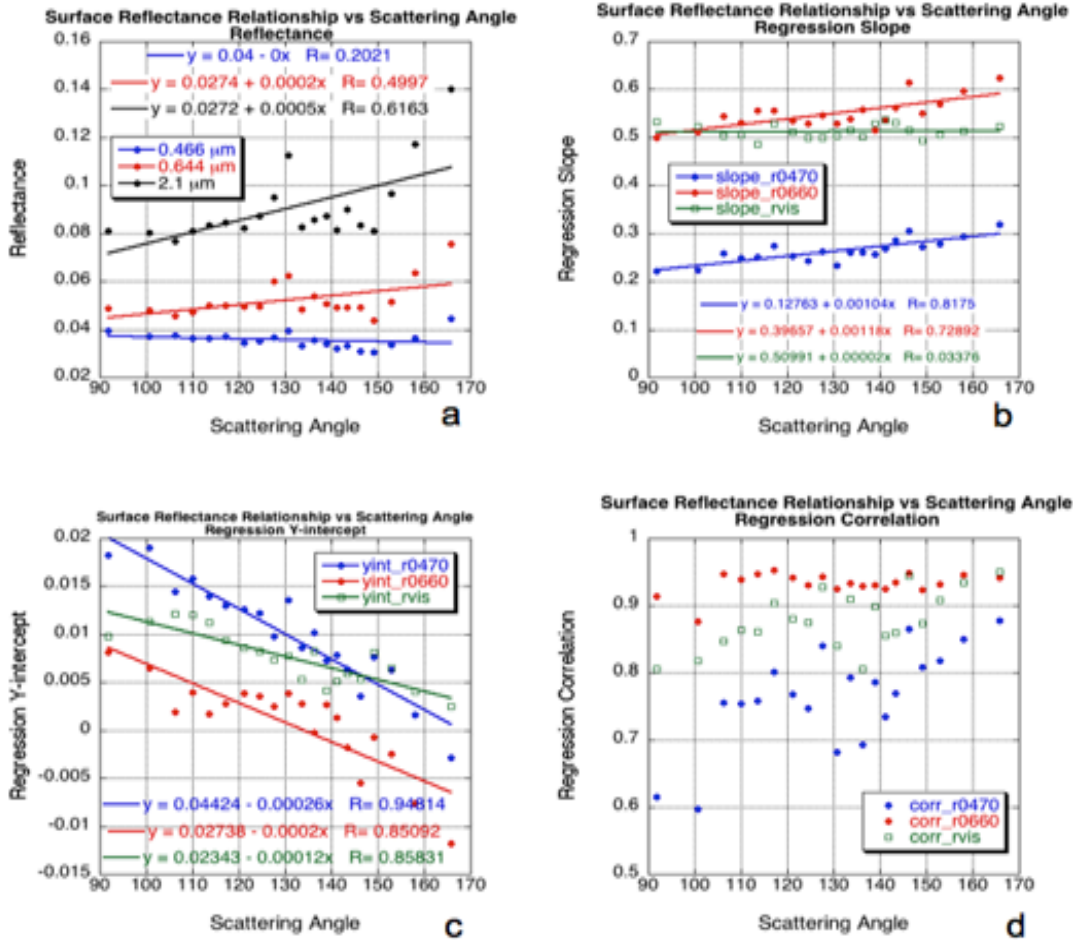 Surface Reflectance Relationship vs Scattering Angle
Reflectance
0.16
0.14
0.12
0.1
0.08
0.06
0.04
0.02
y = 0.04 - 0x R= 0.2021
y = 0.0274 + 0.0002x R= 0.4997
y = 0.0272 + 0.0005x R= 0.6163
0.466 μm
0.644 μm
2.1 μm
Reflectance
90 100 110 120 130 140 150 160 170
Scattering Angle
a
Surface Reflectance Relationship vs Scattering Angle
Regression Slope
0.7
0.6
0.5
0.4
0.3
0.2
0.1
0
slope_r0470
slope_r0660
slope_rvis
y = 0.12763 + 0.00104x R= 0.8175
y = 0.39657 + 0.00118x R= 0.72892
y = 0.50991 + 0.00002x R= 0.03376
Regression Slope
90 100 110 120 130 140 150 160 170
Scattering Angle
b
Surface Reflectance Relationship vs Scattering Angle
Regression Y-intercept
0.02
0.015
0.01
0.005
0
-0.005
-0.01
-0.015
yint_r0470
yint_r0660
yint_rvis
y = 0.04424 - 0.00026x R= 0.94814
y = 0.02738 - 0.0002x R= 0.85092
y = 0.02343 - 0.00012x R= 0.85831
Regression Y-intercept
90 100 110 120 130 140 150 160 170
Scattering Angle
c
Surface Reflectance Relationship vs Scattering Angle
Regression Correlation
1
0.9
0.8
0.7
0.6
0.5
corr_r0470
corr_r0660
corr_rvis
Regression Correlation
90 100 110 120 130 140 150 160 170
Scattering Angle
d